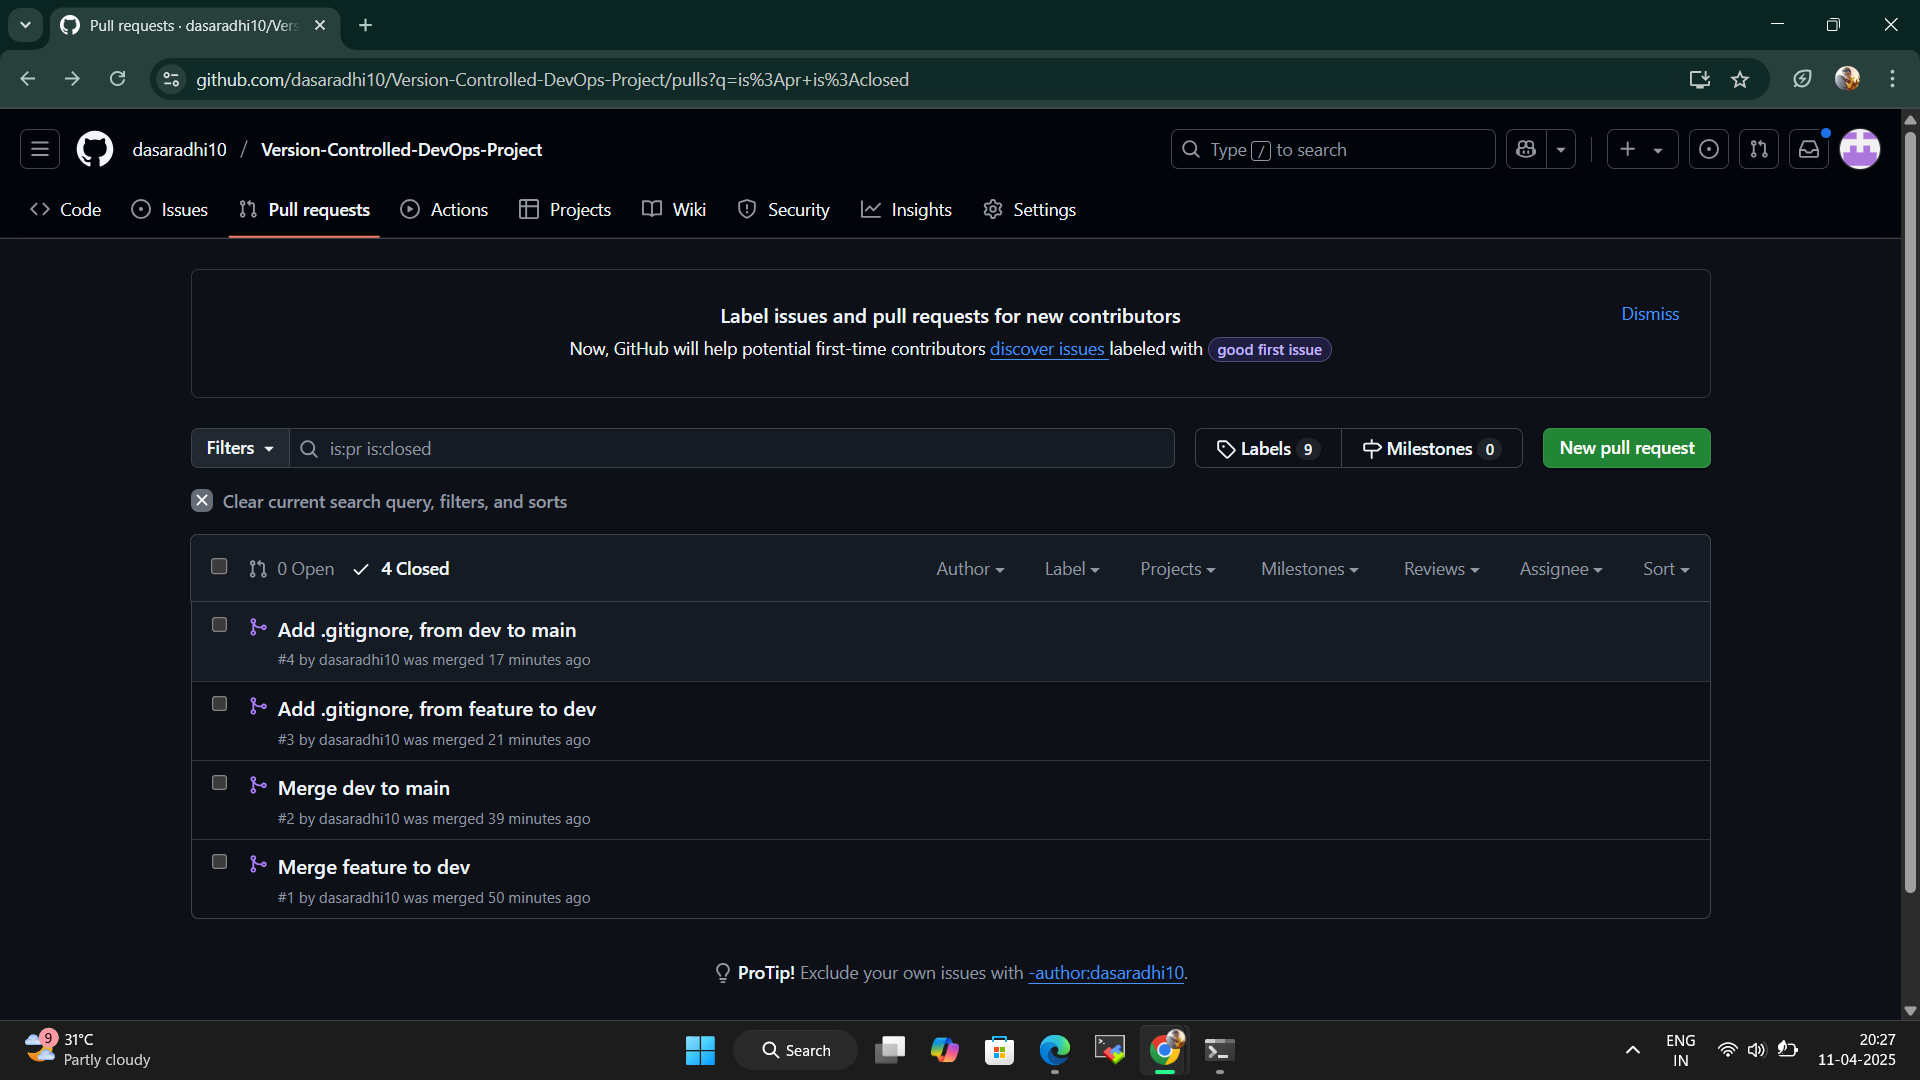 Pull requests · dasaradhi10/Vers
github.com/dasaradhi10/Version-Controlled-DevOps-Project/pulls?q=is%3Apr+is%3Aclosed
dasaradhi10 / Version-Controlled-DevOps-Project
Type / to search
Code Issues Pull requests Actions Projects Wiki Security Insights Settings
Label issues and pull requests for new contributors
Dismiss
Now, GitHub will help potential first-time contributors discover issues labeled with good first issue
Filters is:pr is:closed Labels 9 Milestones 0 New pull request
Clear current search query, filters, and sorts
0 Open 4 Closed Author Label Projects Milestones Reviews Assignee Sort
Add .gitignore, from dev to main
#4 by dasaradhi10 was merged 17 minutes ago
Add .gitignore, from feature to dev
#3 by dasaradhi10 was merged 21 minutes ago
Merge dev to main
#2 by dasaradhi10 was merged 39 minutes ago
Merge feature to dev
#1 by dasaradhi10 was merged 50 minutes ago
ProTip! Exclude your own issues with -author:dasaradhi10.
9
31°C
Partly cloudy
Search
ENG
IN
20:27
11-04-2025